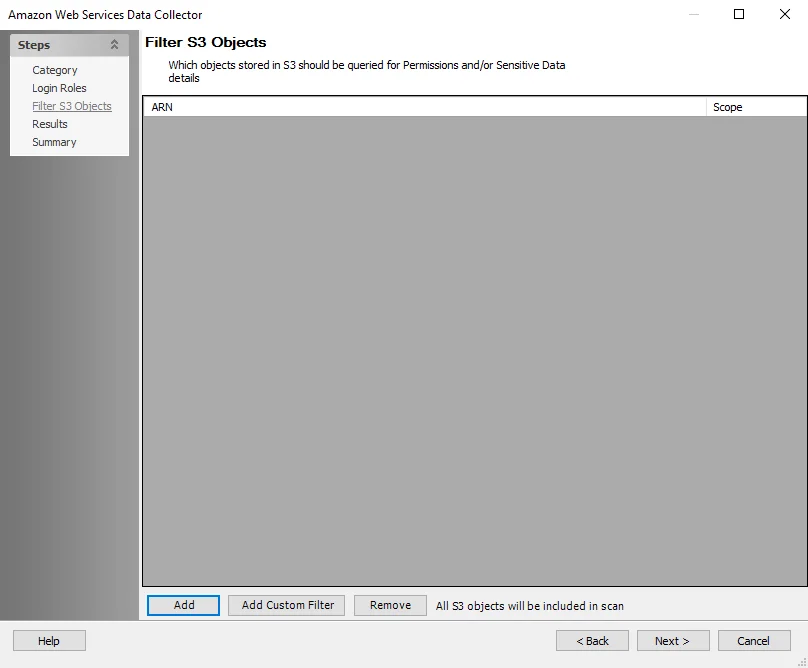 Amazon Web Services Data Collector
Steps
Category
Login Roles
Filter S3 Objects
Results
Summary
Filter S3 Objects
Which objects stored in S3 should be queried for Permissions and/or Sensitive Data
details
ARN Scope
Add Add Custom Filter Remove All S3 objects will be included in scan
Help < Back Next > Cancel